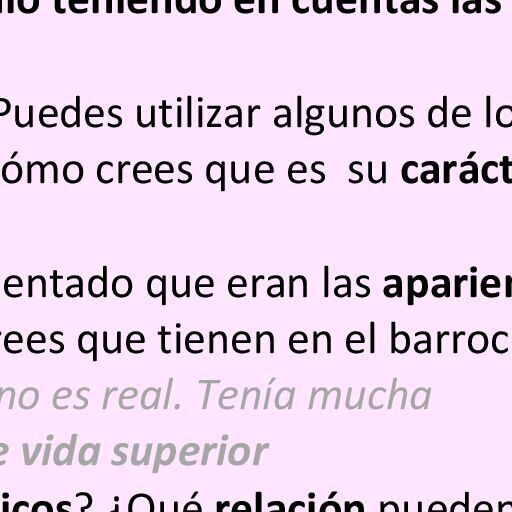 teniendo en cuentas las
Puedes utilizar algunos de lo
ómo crees que es su caráct
entado que eran las aparien
rees que tienen en el barroc
no es real. Tenía mucha
e vida superior
icos? ¿Qué relación pueden